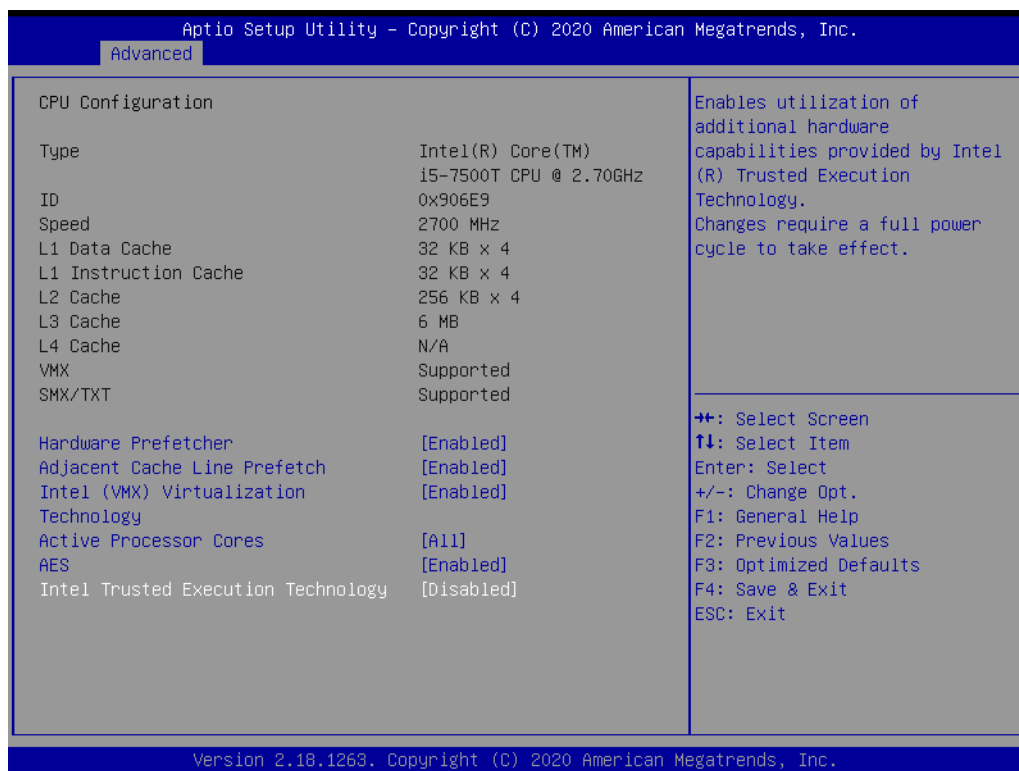 Aptio Setup Utility – Copyright (C) 2020 American Megatrends, Inc.
Advanced
CPU Configuration
Type Intel(R) Core(TM)
i5-7500T CPU @ 2.70GHz
ID 0x906E9
Speed 2700 MHz
L1 Data Cache 32 KB x 4
L1 Instruction Cache 32 KB x 4
L2 Cache 256 KB x 4
L3 Cache 6 MB
L4 Cache N/A
VMX Supported
SMX/TXT Supported
Hardware Prefetcher [Enabled]
Adjacent Cache Line Prefetch [Enabled]
Intel (VMX) Virtualization [Enabled]
Technology
Active Processor Cores [All]
AES [Enabled]
Intel Trusted Execution Technology [Disabled]
Enables utilization of
additional hardware
capabilities provided by Intel
(R) Trusted Execution
Technology.
Changes require a full power
cycle to take effect.
→←: Select Screen
↑↓: Select Item
Enter: Select
+/-: Change Opt.
F1: General Help
F2: Previous Values
F3: Optimized Defaults
F4: Save & Exit
ESC: Exit
Version 2.18.1263. Copyright (C) 2020 American Megatrends, Inc.